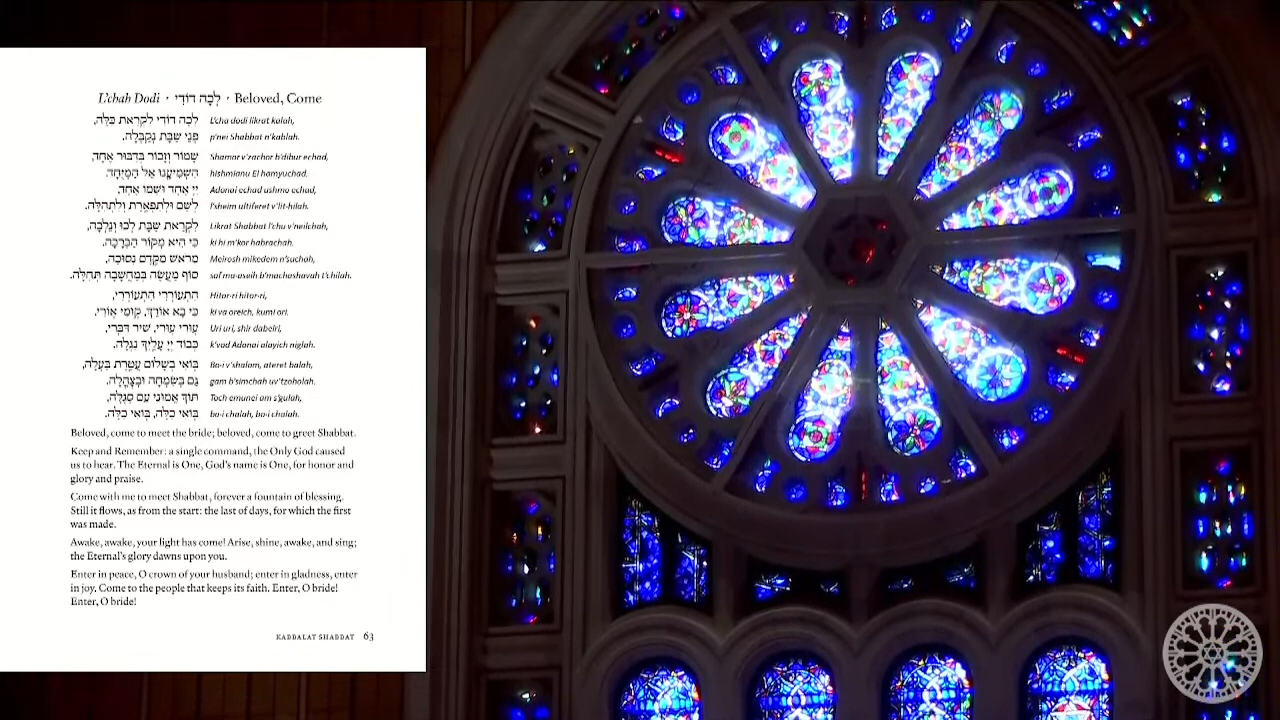 L'chah Dodi · לְכָה דוֹדִי · Beloved, Come
לְכָה דוֹדִי לִקְרַאת כַּלָּה,
L'cha dodi likrat kalah,
פְּנֵי שַׁבָּת נְקַבְּלָה.
p'nei Shabbat n'kablah.
שָׁמוֹר וְזָכוֹר בְּדִבּוּר אֶחָד,
Shamor v'zachor b'dibur echad,
הִשְׁמִיעָֽנוּ אֵל הַמְּיֻחָד.
hishmianu El hamyuchad.
יְיָ אֶחָד וּשְׁמוֹ אֶחָד,
Adonai echad ushmo echad,
לְשֵׁם וּלְתִפְאֶֽרֶת וְלִתְהִלָּה.
l'sheim ultiferet v'lit-hilah.
לִקְרַאת שַׁבָּת לְכוּ וְנֵלְכָה,
Likrat Shabbat l'chu v'neilchah,
כִּי הִיא מְקוֹר הַבְּרָכָה.
ki hi m'kor habrachah.
מֵרֹאשׁ מִקֶּֽדֶם נְסוּכָה,
Meirosh mikedem n'suchah,
סוֹף מַעֲשֶׂה בְּמַחֲשָׁבָה תְּחִלָּה.
sof ma-aseih b'machashavah t'chilah.
הִתְעוֹרְרִי הִתְעוֹרְרִי,
Hitor-ri hitor-ri,
כִּי בָא אוֹרֵךְ, קֽוּמִי אֽוֹרִי.
ki va oreich, kumi ori.
עֽוּרִי עֽוּרִי, שִׁיר דַּבֵּֽרִי,
Uri uri, shir dabeiri,
כְּבוֹד יְיָ עָלַֽיִךְ נִגְלָה.
k'vod Adonai alayich niglah.
בּֽוֹאִי בְשָׁלוֹם עֲטֶֽרֶת בַּעְלָהּ,
Bo-i v'shalom, ateret balah,
גַּם בְּשִׂמְחָה וּבְצָהֳלָה.
gam b'simchah uv'tzoholah.
תּוֹךְ אֱמוּנֵי עַם סְגֻלָּה,
Toch emunei am s'gulah,
בּֽוֹאִי כַלָּה, בּֽוֹאִי כַלָּה.
bo-i chalah, bo-i chalah.
Beloved, come to meet the bride; beloved, come to greet Shabbat.
Keep and Remember: a single command, the Only God caused
us to hear. The Eternal is One, God's name is One, for honor and
glory and praise.
Come with me to meet Shabbat, forever a fountain of blessing.
Still it flows, as from the start: the last of days, for which the first
was made.
Awake, awake, your light has come! Arise, shine, awake, and sing;
the Eternal's glory dawns upon you.
Enter in peace, O crown of your husband; enter in gladness, enter
in joy. Come to the people that keeps its faith. Enter, O bride!
Enter, O bride!
KABBALAT SHABBAT 63